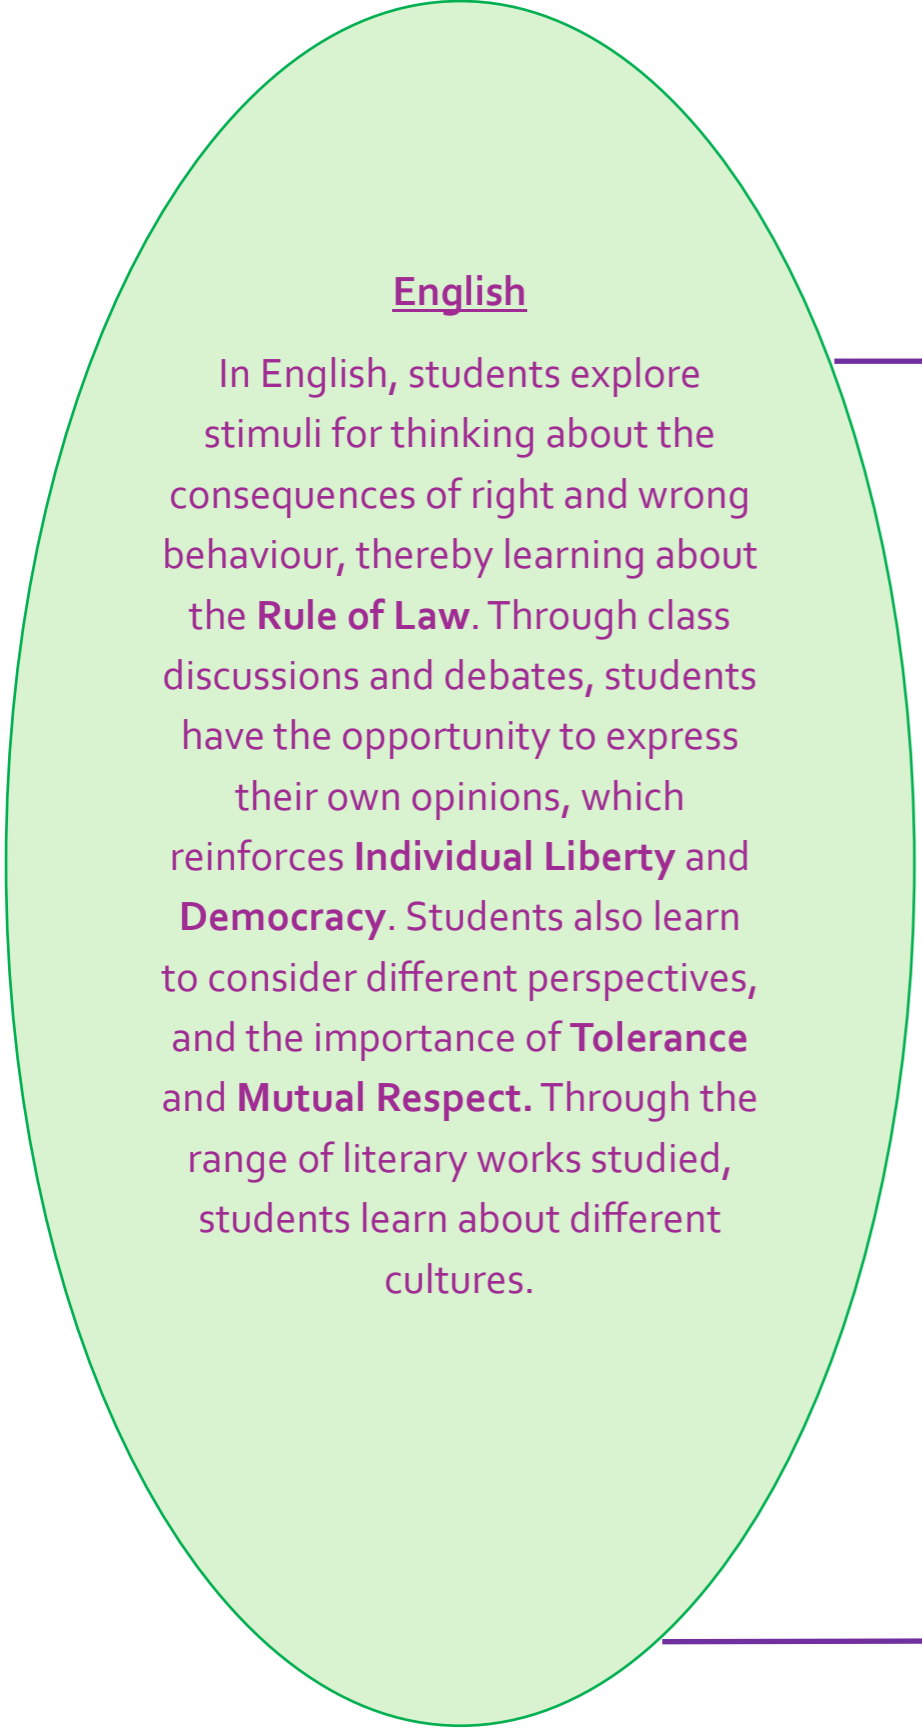 English
In English, students explore
stimuli for thinking about the
consequences of right and wrong
behaviour, thereby learning about
the Rule of Law. Through class
discussions and debates, students
have the opportunity to express
their own opinions, which
reinforces Individual Liberty and
Democracy. Students also learn
to consider different perspectives,
and the importance of Tolerance
and Mutual Respect. Through the
range of literary works studied,
students learn about different
cultures.